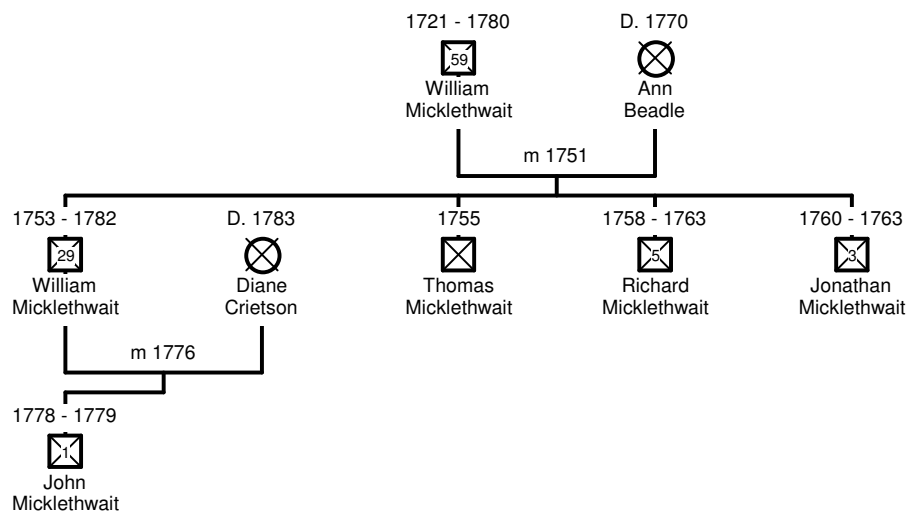 1721 - 1780 D. 1770
59
William Ann
Micklethwait Beadle
m 1751
1753 - 1782 D. 1783 1755 1758 - 1763 1760 - 1763
29 5 3
William Diane Thomas Richard Jonathan
Micklethwait Crietson Micklethwait Micklethwait Micklethwait
m 1776
1778 - 1779
1
John
Micklethwait